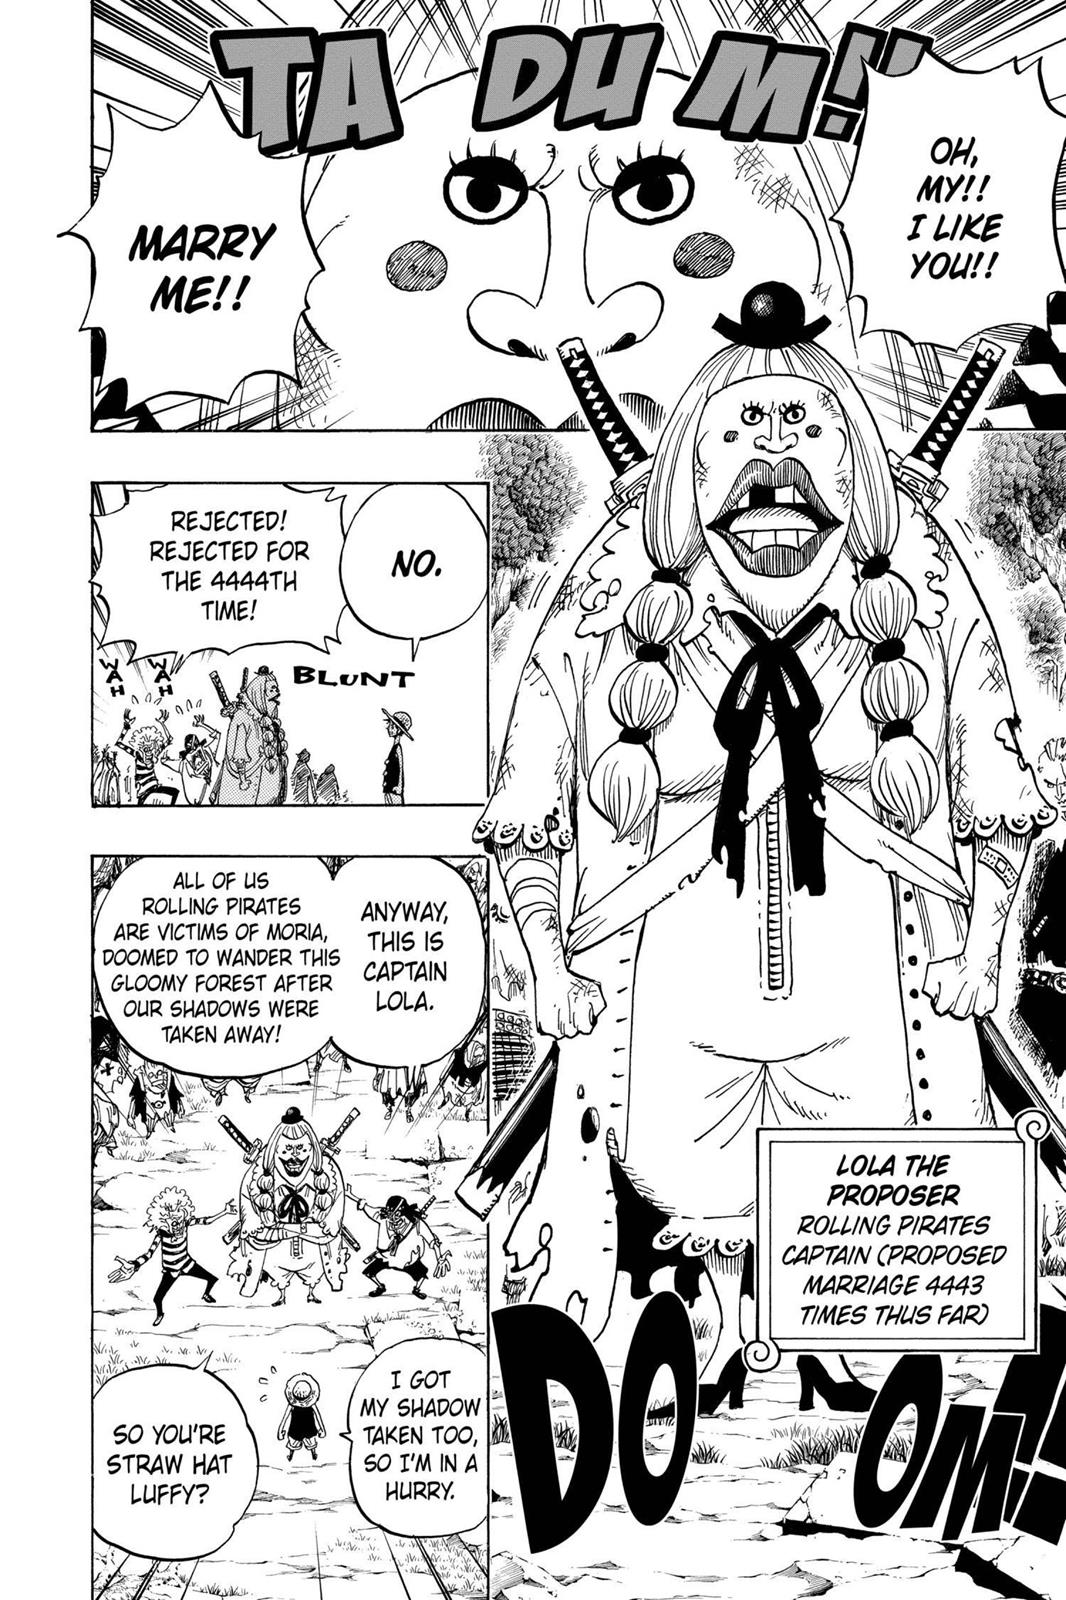 TA DU M!!
OH,
MY!!
I LIKE
YOU!!
MARRY
ME!!
NO.
REJECTED!
REJECTED FOR
THE 4444TH
TIME!
BLUNT
WAH
WAH
LOLA THE
PROPOSER
ROLLING PIRATES
CAPTAIN (PROPOSED
MARRIAGE 4443
TIMES THUS FAR)
DO OM!!
ANYWAY,
THIS IS
CAPTAIN
LOLA.
ALL OF US
ROLLING PIRATES
ARE VICTIMS OF MORIA,
DOOMED TO WANDER THIS
GLOOMY FOREST AFTER
OUR SHADOWS WERE
TAKEN AWAY!
I GOT
MY SHADOW
TAKEN TOO,
SO I'M IN A
HURRY.
SO YOU'RE
STRAW HAT
LUFFY?